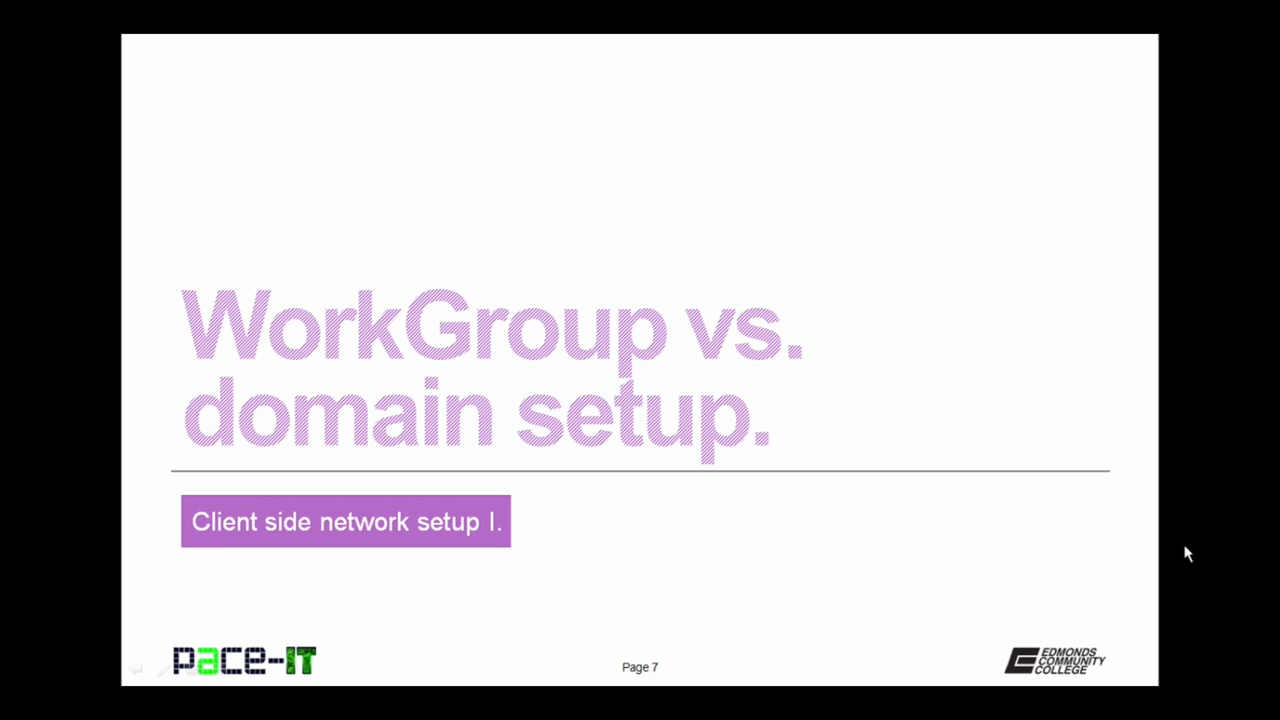 WorkGroup vs.
domain setup.
Client side network setup I.
pace-IT
Page 7
EDMONDS
COMMUNITY
COLLEGE